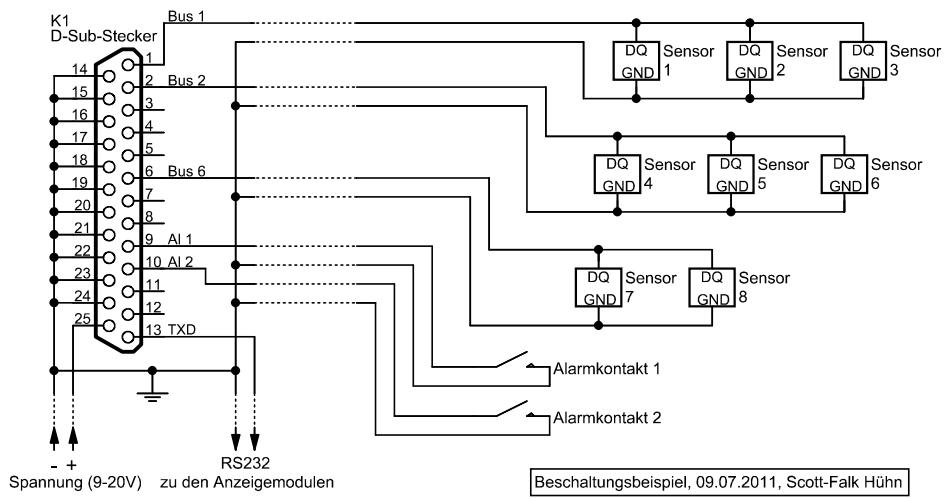 K1
D-Sub-Stecker
Bus 1
1
14
2 Bus 2
15
3
16
4
17
5
18
6 Bus 6
19
7
20
8
21
9 AI 1
22
10 AI 2
23
11
24
12
25
13 TXD
DQ DQ DQ
GND GND GND
Sensor 1
Sensor 2
Sensor 3
DQ DQ DQ
GND GND GND
Sensor 4
Sensor 5
Sensor 6
DQ DQ
GND GND
Sensor 7
Sensor 8
Alarmkontakt 1
Alarmkontakt 2
- +
Spannung (9-20V)
RS232
zu den Anzeigemodulen
Beschaltungsbeispiel, 09.07.2011, Scott-Falk Hühn